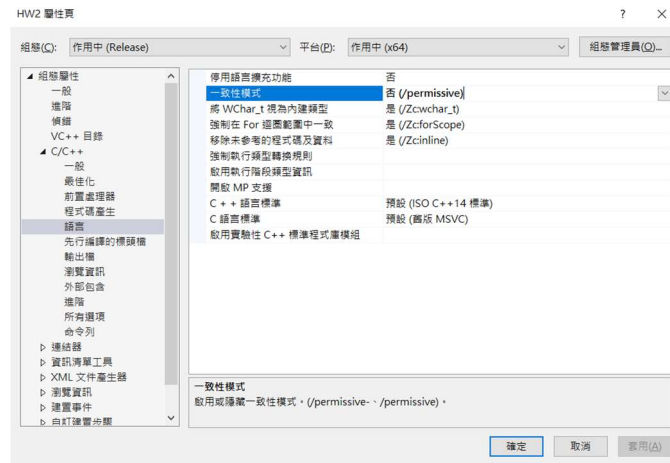 HW2 屬性頁
? ×
組態(C): 作用中 (Release) 平台(P): 作用中 (x64) 組態管理員(O)...
組態屬性
一般
進階
偵錯
VC++ 目錄
C/C++
一般
最佳化
前置處理器
程式碼產生
語言
先行編譯的標頭檔
輸出檔
瀏覽資訊
外部包含
進階
所有選項
命令列
連結器
資訊清單工具
XML 文件產生器
瀏覽資訊
建置事件
自訂建置步驟
停用語言擴充功能 否
一致性模式 否 (/permissive)
將 WChar_t 視為內建類型 是 (/Zc:wchar_t)
強制在 For 迴圈範圍中一致 是 (/Zc:forScope)
移除未參考的程式碼及資料 是 (/Zc:inline)
強制執行類型轉換規則
啟用執行階段類型資訊
開啟 MP 支援
C + + 語言標準 預設 (ISO C++14 標準)
C 語言標準 預設 (舊版 MSVC)
啟用實驗性 C++ 標準程式庫模組
一致性模式
啟用或隱藏一致性模式。(/permissive-、/permissive)。
確定 取消 套用(A)